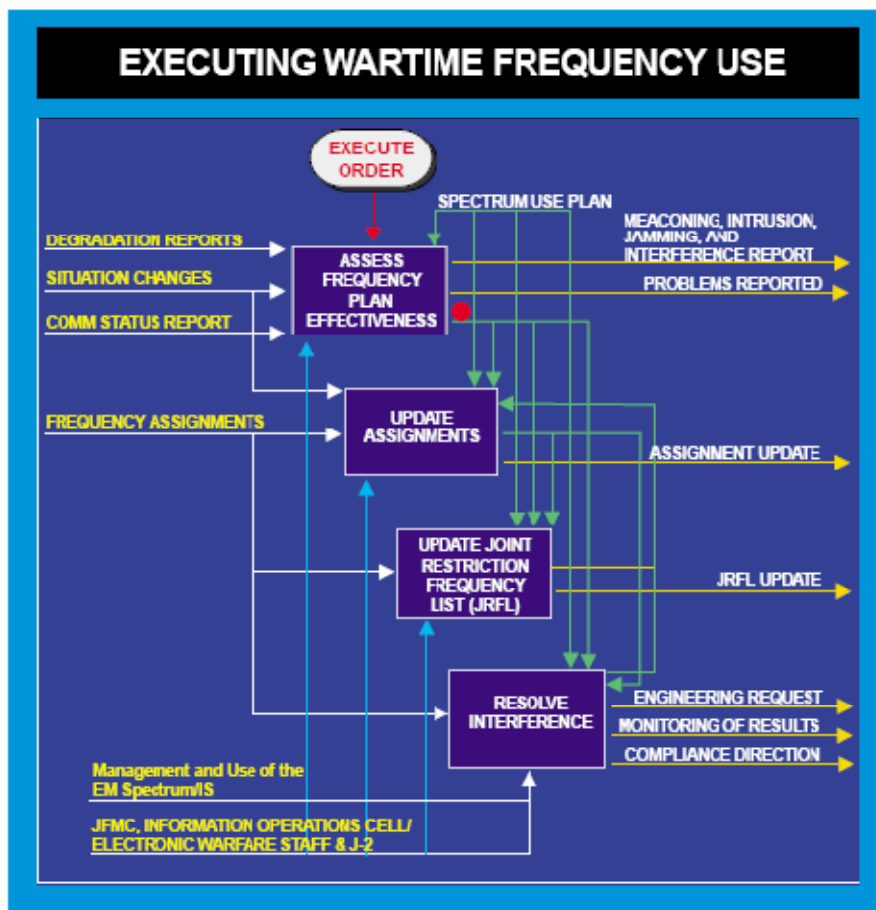 EXECUTING WARTIME FREQUENCY USE
EXECUTE
ORDER
SPECTRUM USE PLAN
MEACONING, INTRUSION,
JAMMING, AND
INTERFERENCE REPORT
DEGRADATION REPORTS
ASSESS
FREQUENCY
PLAN
EFFECTIVENESS
SITUATION CHANGES
PROBLEMS REPORTED
COMM STATUS REPORT
FREQUENCY ASSIGNMENTS
UPDATE
ASSIGNMENTS
ASSIGNMENT UPDATE
UPDATE JOINT
RESTRICTION
FREQUENCY
LIST (JRFL)
JRFL UPDATE
RESOLVE
INTERFERENCE
ENGINEERING REQUEST
MONITORING OF RESULTS
COMPLIANCE DIRECTION
Management and Use of the
EM Spectrum/IS
JFMC, INFORMATION OPERATIONS CELL/
ELECTRONIC WARFARE STAFF & J-2